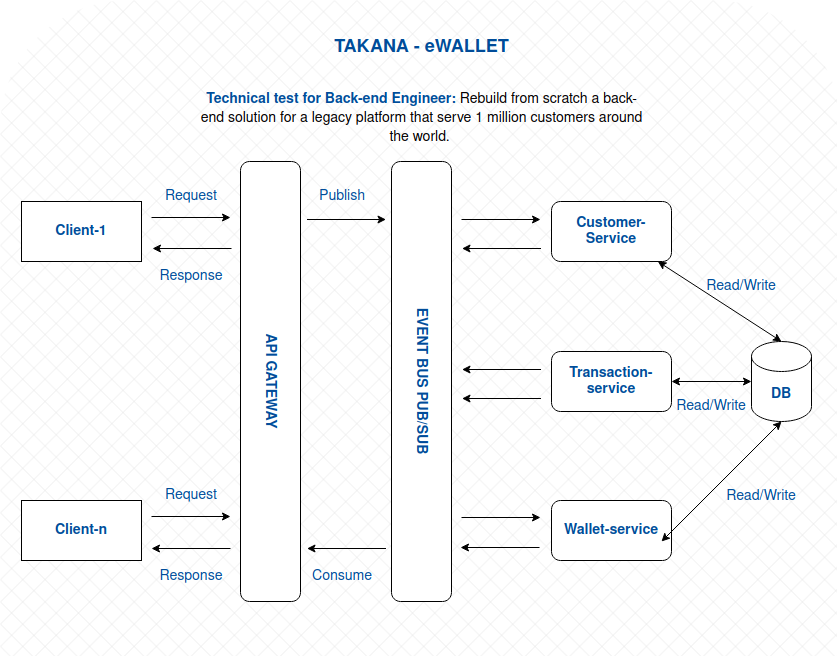 TAKANA - eWALLET
Technical test for Back-end Engineer: Rebuild from scratch a back-
end solution for a legacy platform that serve 1 million customers around
the world.
Request
Publish
Client-1
Customer-
Service
Response
Read/Write
API GATEWAY
EVENT BUS PUB/SUB
Transaction-
service
DB
Read/Write
Request
Read/Write
Client-n
Wallet-service
Response
Consume